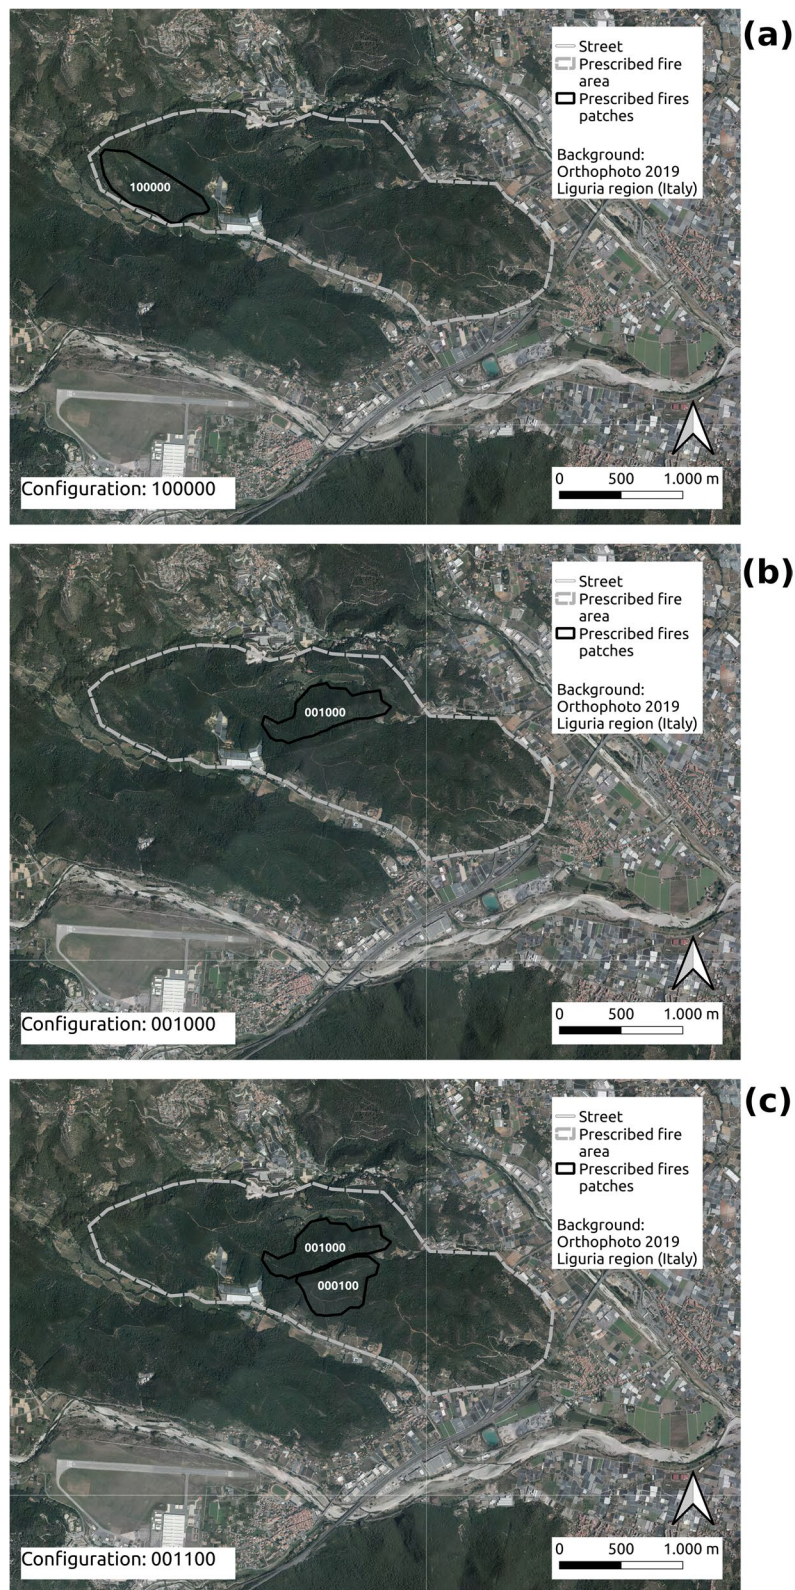 (a)
Street
Prescribed fire
area
Prescribed fires
patches
Background:
Orthophoto 2019
Liguria region (Italy)
100000
0 500 1.000 m
Configuration: 100000
(b)
Street
Prescribed fire
area
Prescribed fires
patches
Background:
Orthophoto 2019
Liguria region (Italy)
001000
0 500 1.000 m
Configuration: 001000
(c)
Street
Prescribed fire
area
Prescribed fires
patches
Background:
Orthophoto 2019
Liguria region (Italy)
001000
000100
0 500 1.000 m
Configuration: 001100